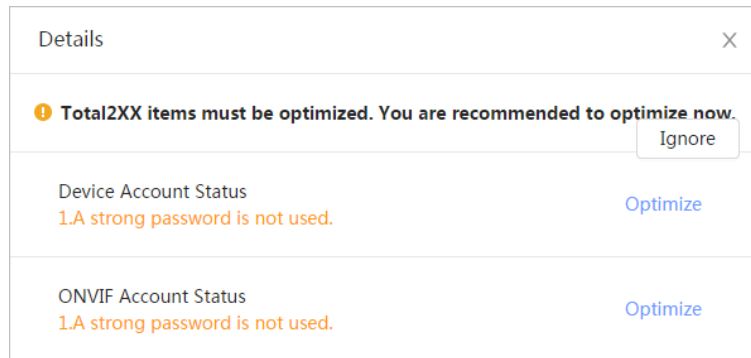 Details
Total2XX items must be optimized. You are recommended to optimize now.
Ignore
Device Account Status
1.A strong password is not used.
Optimize
ONVIF Account Status
1.A strong password is not used.
Optimize